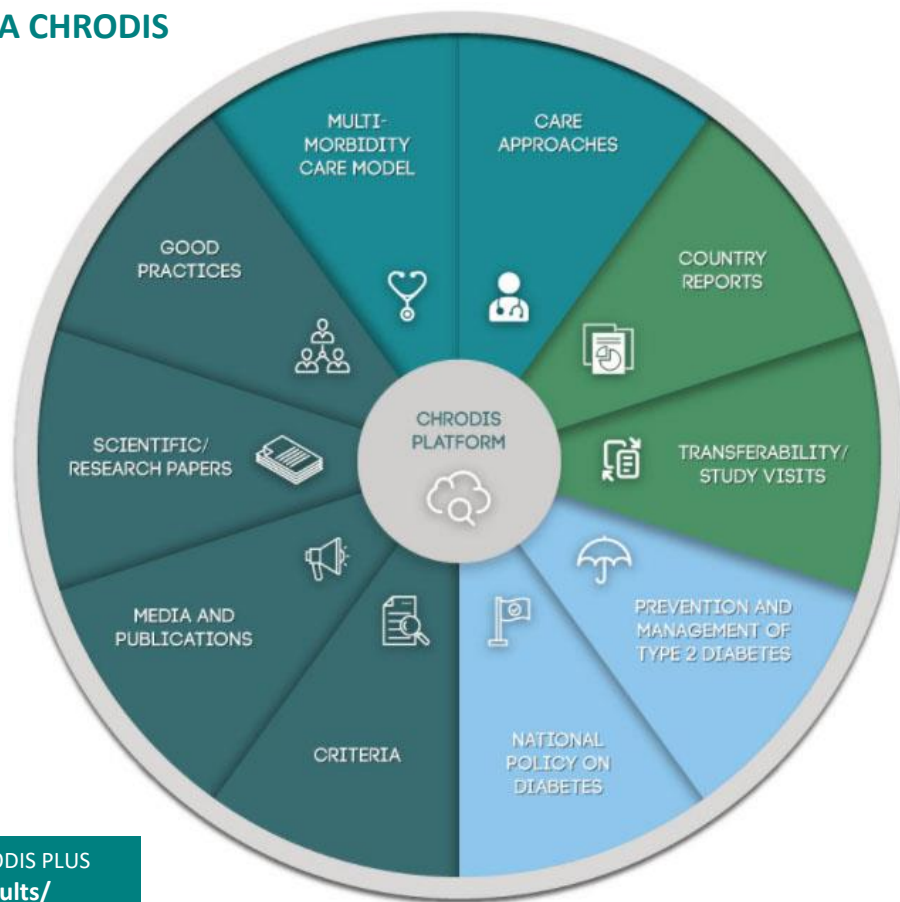 A CHRODIS
MULTI-
MORBIDITY
CARE MODEL
CARE
APPROACHES
COUNTRY
REPORTS
TRANSFERABILITY/
STUDY VISITS
PREVENTION AND
MANAGEMENT OF
TYPE 2 DIABETES
NATIONAL
POLICY ON
DIABETES
CRITERIA
MEDIA AND
PUBLICATIONS
SCIENTIFIC/
RESEARCH PAPERS
GOOD
PRACTICES
CHRODIS
PLATFORM
ODIS PLUS
ults/